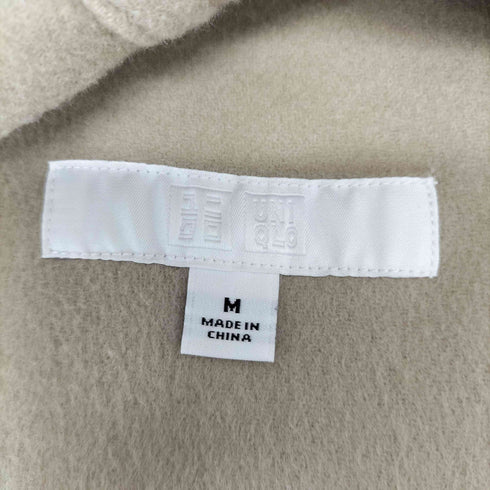 ユニ UNI
クロ QLO
M
MADE IN
CHINA